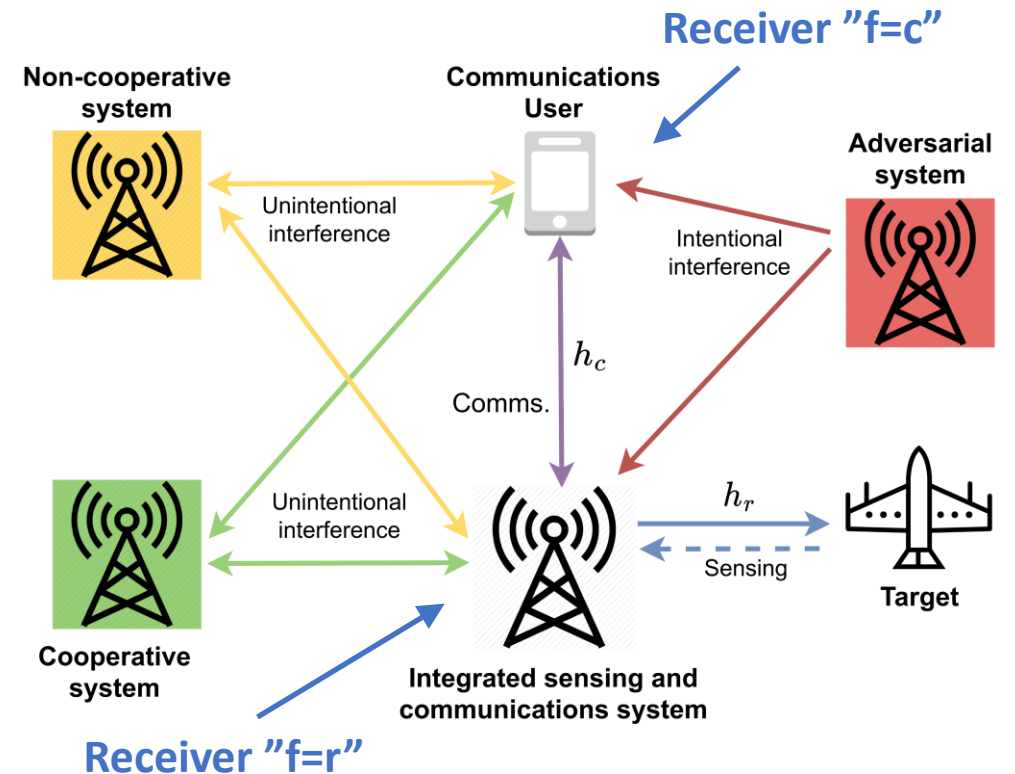 Receiver ”f=c”
Non-cooperative
system
Communications
User
Adversarial
system
Unintentional
interference
Intentional
interference
h_c
Comms.
Unintentional
interference
h_r
Sensing
Target
Cooperative
system
Integrated sensing and
communications system
Receiver ”f=r”